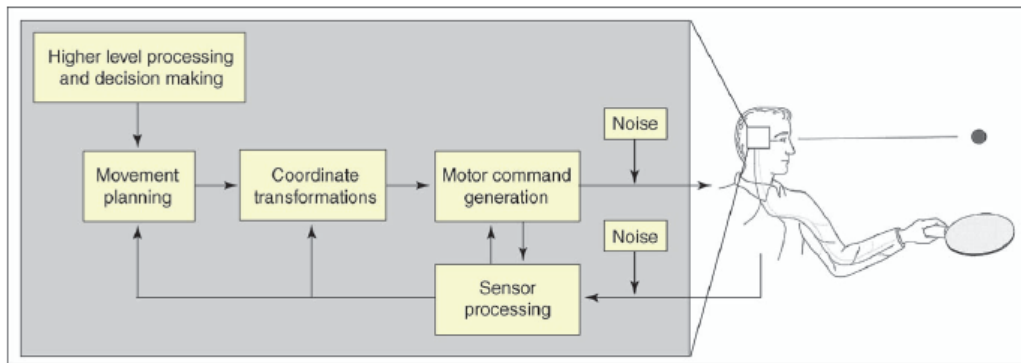 Higher level processing
and decision making
Noise
Movement
planning
Coordinate
transformations
Motor command
generation
Noise
Sensor
processing